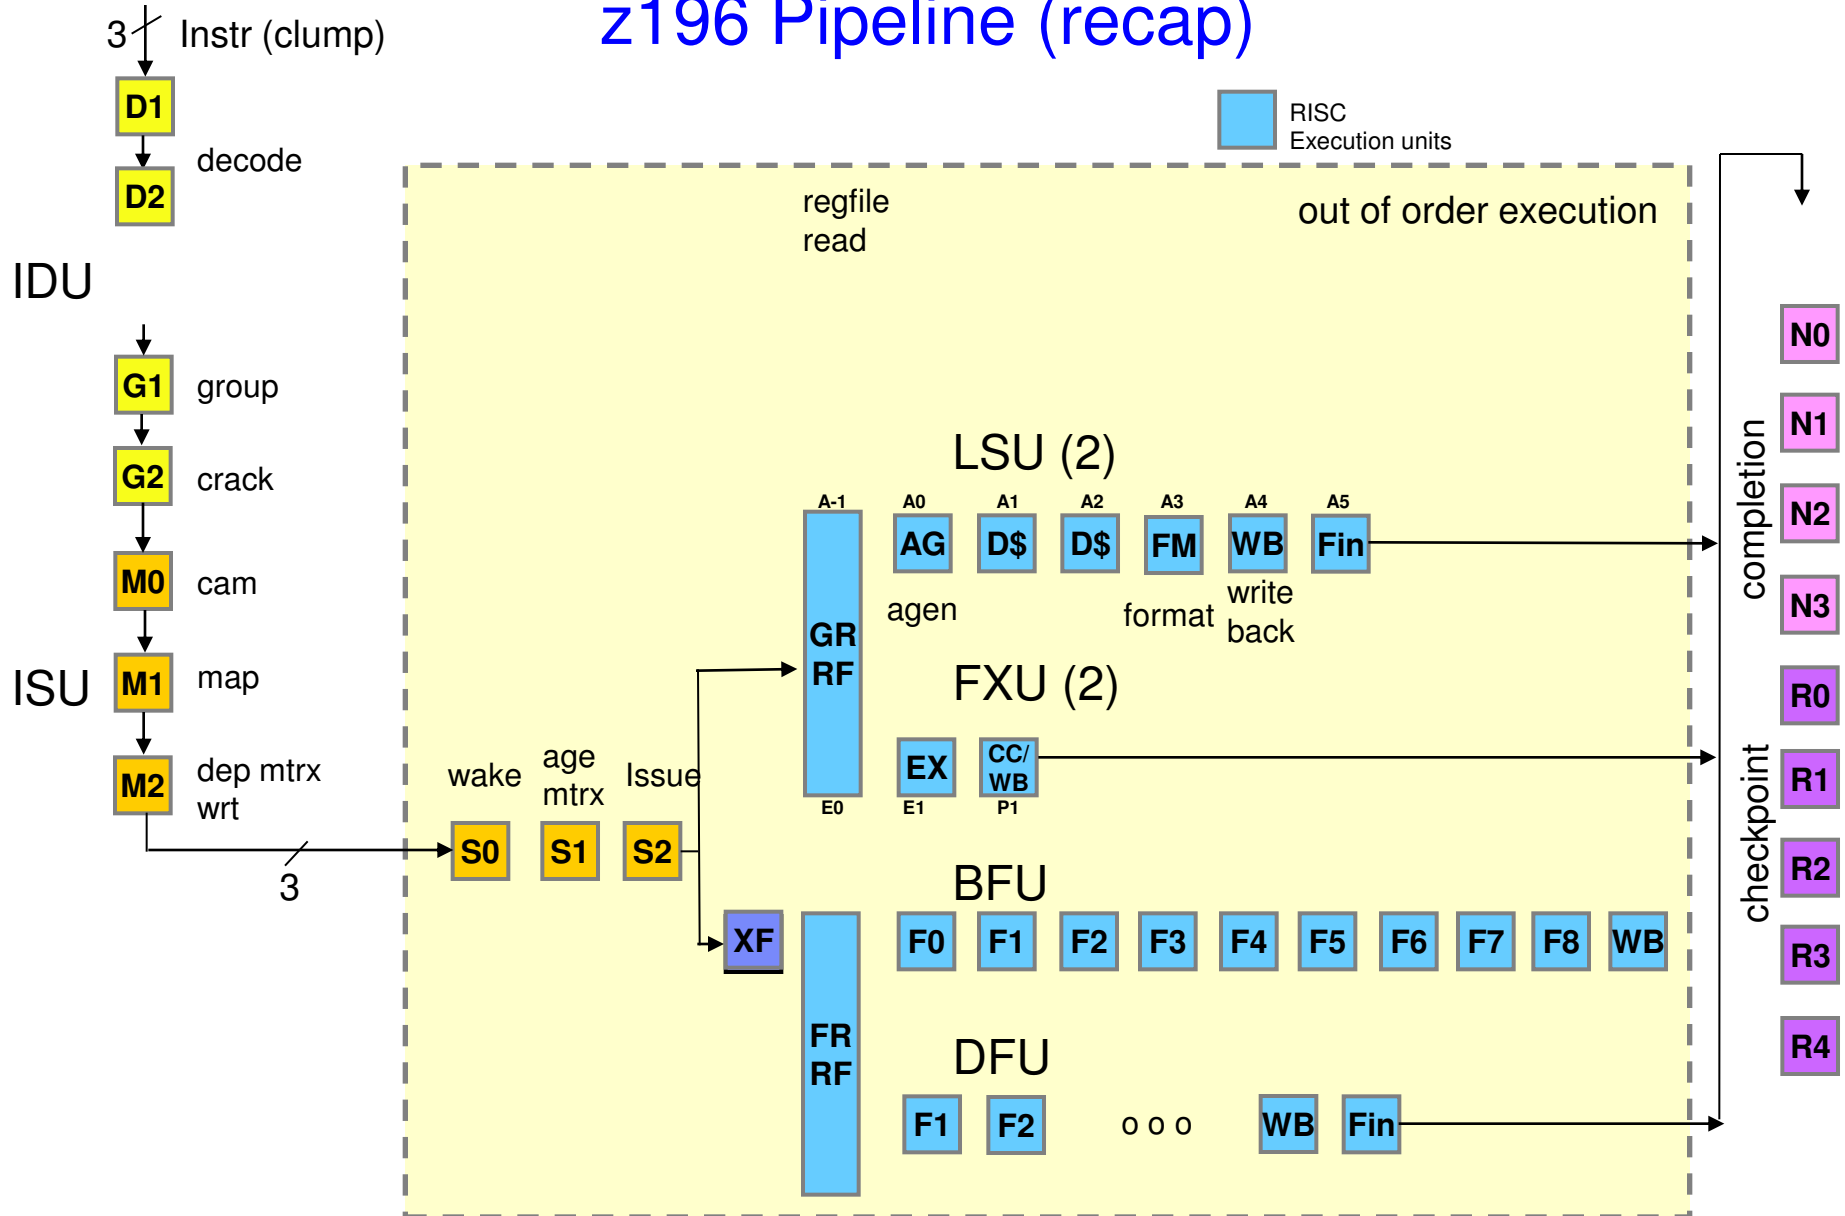 z196 Pipeline (recap)
3 Instr (clump)
D1
decode
D2
IDU
G1 group
G2 crack
M0 cam
ISU
M1 map
M2 dep mtrx
wrt
3
RISC
Execution units
out of order execution
regfile
read
wake
age
mtrx
Issue
S0 S1 S2
LSU (2)
A-1 A0 A1 A2 A3 A4 A5
GR
RF
AG D$ D$ FM WB Fin
agen
format
write
back
FXU (2)
EX
CC/
WB
E0 E1 P1
BFU
XF
F0 F1 F2 F3 F4 F5 F6 F7 F8 WB
FR
RF
DFU
F1 F2 o o o WB Fin
completion
N0
N1
N2
N3
checkpoint
R0
R1
R2
R3
R4